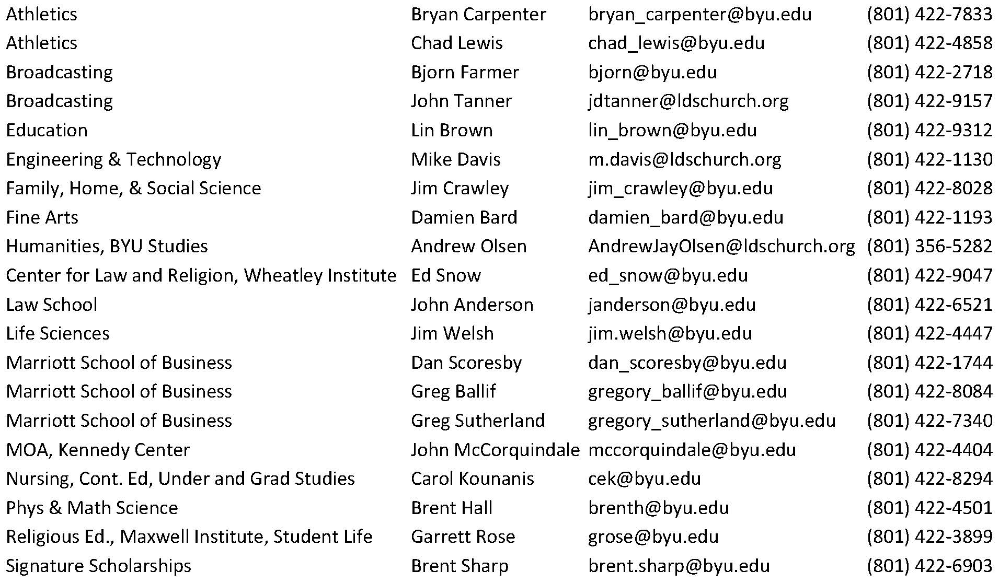 Athletics Bryan Carpenter bryan_carpenter@byu.edu (801) 422-7833
Athletics Chad Lewis chad_lewis@byu.edu (801) 422-4858
Broadcasting Bjorn Farmer bjorn@byu.edu (801) 422-2718
Broadcasting John Tanner jdtanner@ldschurch.org (801) 422-9157
Education Lin Brown lin_brown@byu.edu (801) 422-9312
Engineering & Technology Mike Davis m.davis@ldschurch.org (801) 422-1130
Family, Home, & Social Science Jim Crawley jim_crawley@byu.edu (801) 422-8028
Fine Arts Damien Bard damien_bard@byu.edu (801) 422-1193
Humanities, BYU Studies Andrew Olsen AndrewJayOlsen@ldschurch.org (801) 356-5282
Center for Law and Religion, Wheatley Institute Ed Snow ed_snow@byu.edu (801) 422-9047
Law School John Anderson janderson@byu.edu (801) 422-6521
Life Sciences Jim Welsh jim.welsh@byu.edu (801) 422-4447
Marriott School of Business Dan Scoresby dan_scoresby@byu.edu (801) 422-1744
Marriott School of Business Greg Ballif gregory_ballif@byu.edu (801) 422-8084
Marriott School of Business Greg Sutherland gregory_sutherland@byu.edu (801) 422-7340
MOA, Kennedy Center John McCorquindale mccorquindale@byu.edu (801) 422-4404
Nursing, Cont. Ed, Under and Grad Studies Carol Kounanis cek@byu.edu (801) 422-8294
Phys & Math Science Brent Hall brenth@byu.edu (801) 422-4501
Religious Ed., Maxwell Institute, Student Life Garrett Rose grose@byu.edu (801) 422-3899
Signature Scholarships Brent Sharp brent.sharp@byu.edu (801) 422-6903